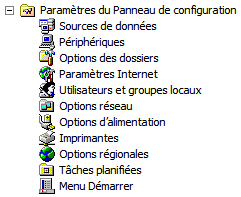 Paramètres du Panneau de configuration
Sources de données
Périphériques
Options des dossiers
Paramètres Internet
Utilisateurs et groupes locaux
Options réseau
Options d'alimentation
Imprimantes
Options régionales
Tâches planifiées
Menu Démarrer